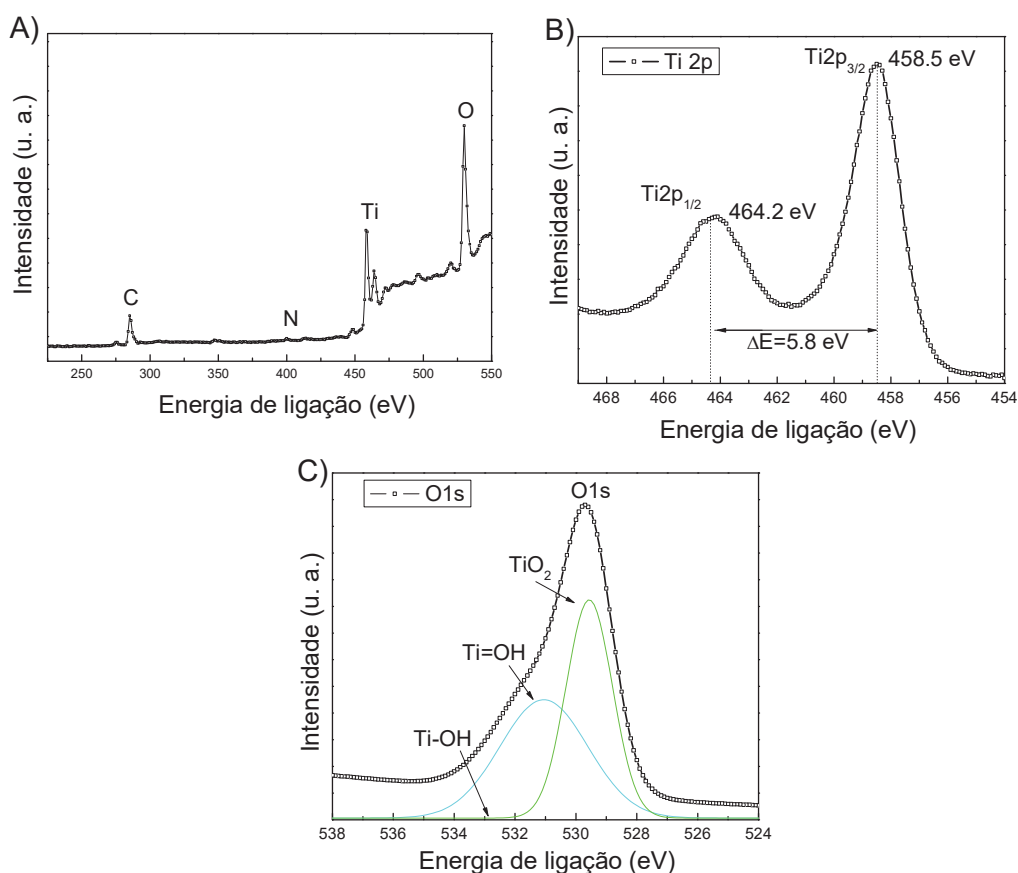 A)
Intensidade (u. a.)
C
N
Ti
O
250 300 350 400 450 500 550
Energia de ligação (eV)
B)
Ti 2p
Intensidade (u. a.)
Ti2p3/2 458.5 eV
Ti2p1/2 464.2 eV
ΔE=5.8 eV
468 466 464 462 460 458 456 454
Energia de ligação (eV)
C)
O1s
O1s
Intensidade (u. a.)
TiO2
Ti=OH
Ti-OH
538 536 534 532 530 528 526 524
Energia de ligação (eV)